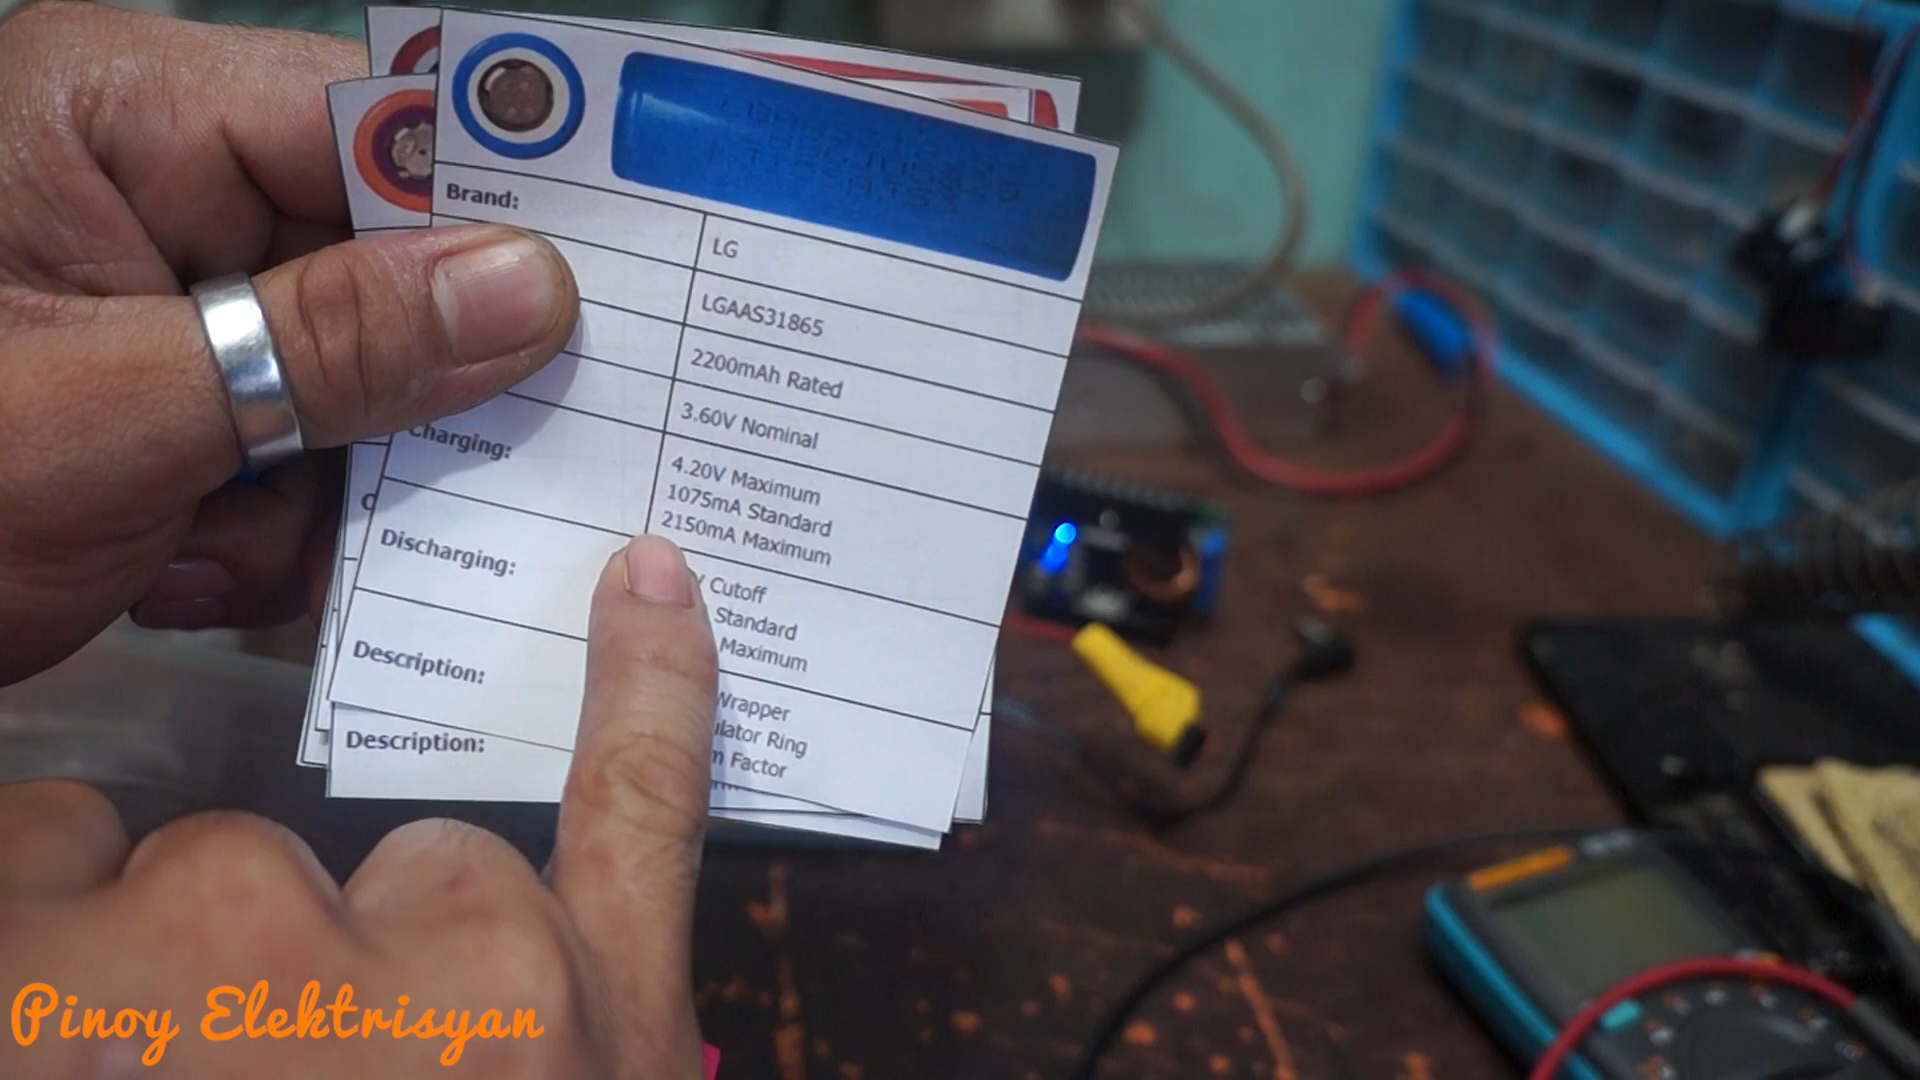 Brand:
LG
LGAAS31865
2200mAh Rated
3.60V Nominal
Charging:
4.20V Maximum
1075mA Standard
2150mA Maximum
Discharging:
Cutoff
Standard
Maximum
Description:
Wrapper
Ring
Factor
Description:
Pinoy Elektrisyan